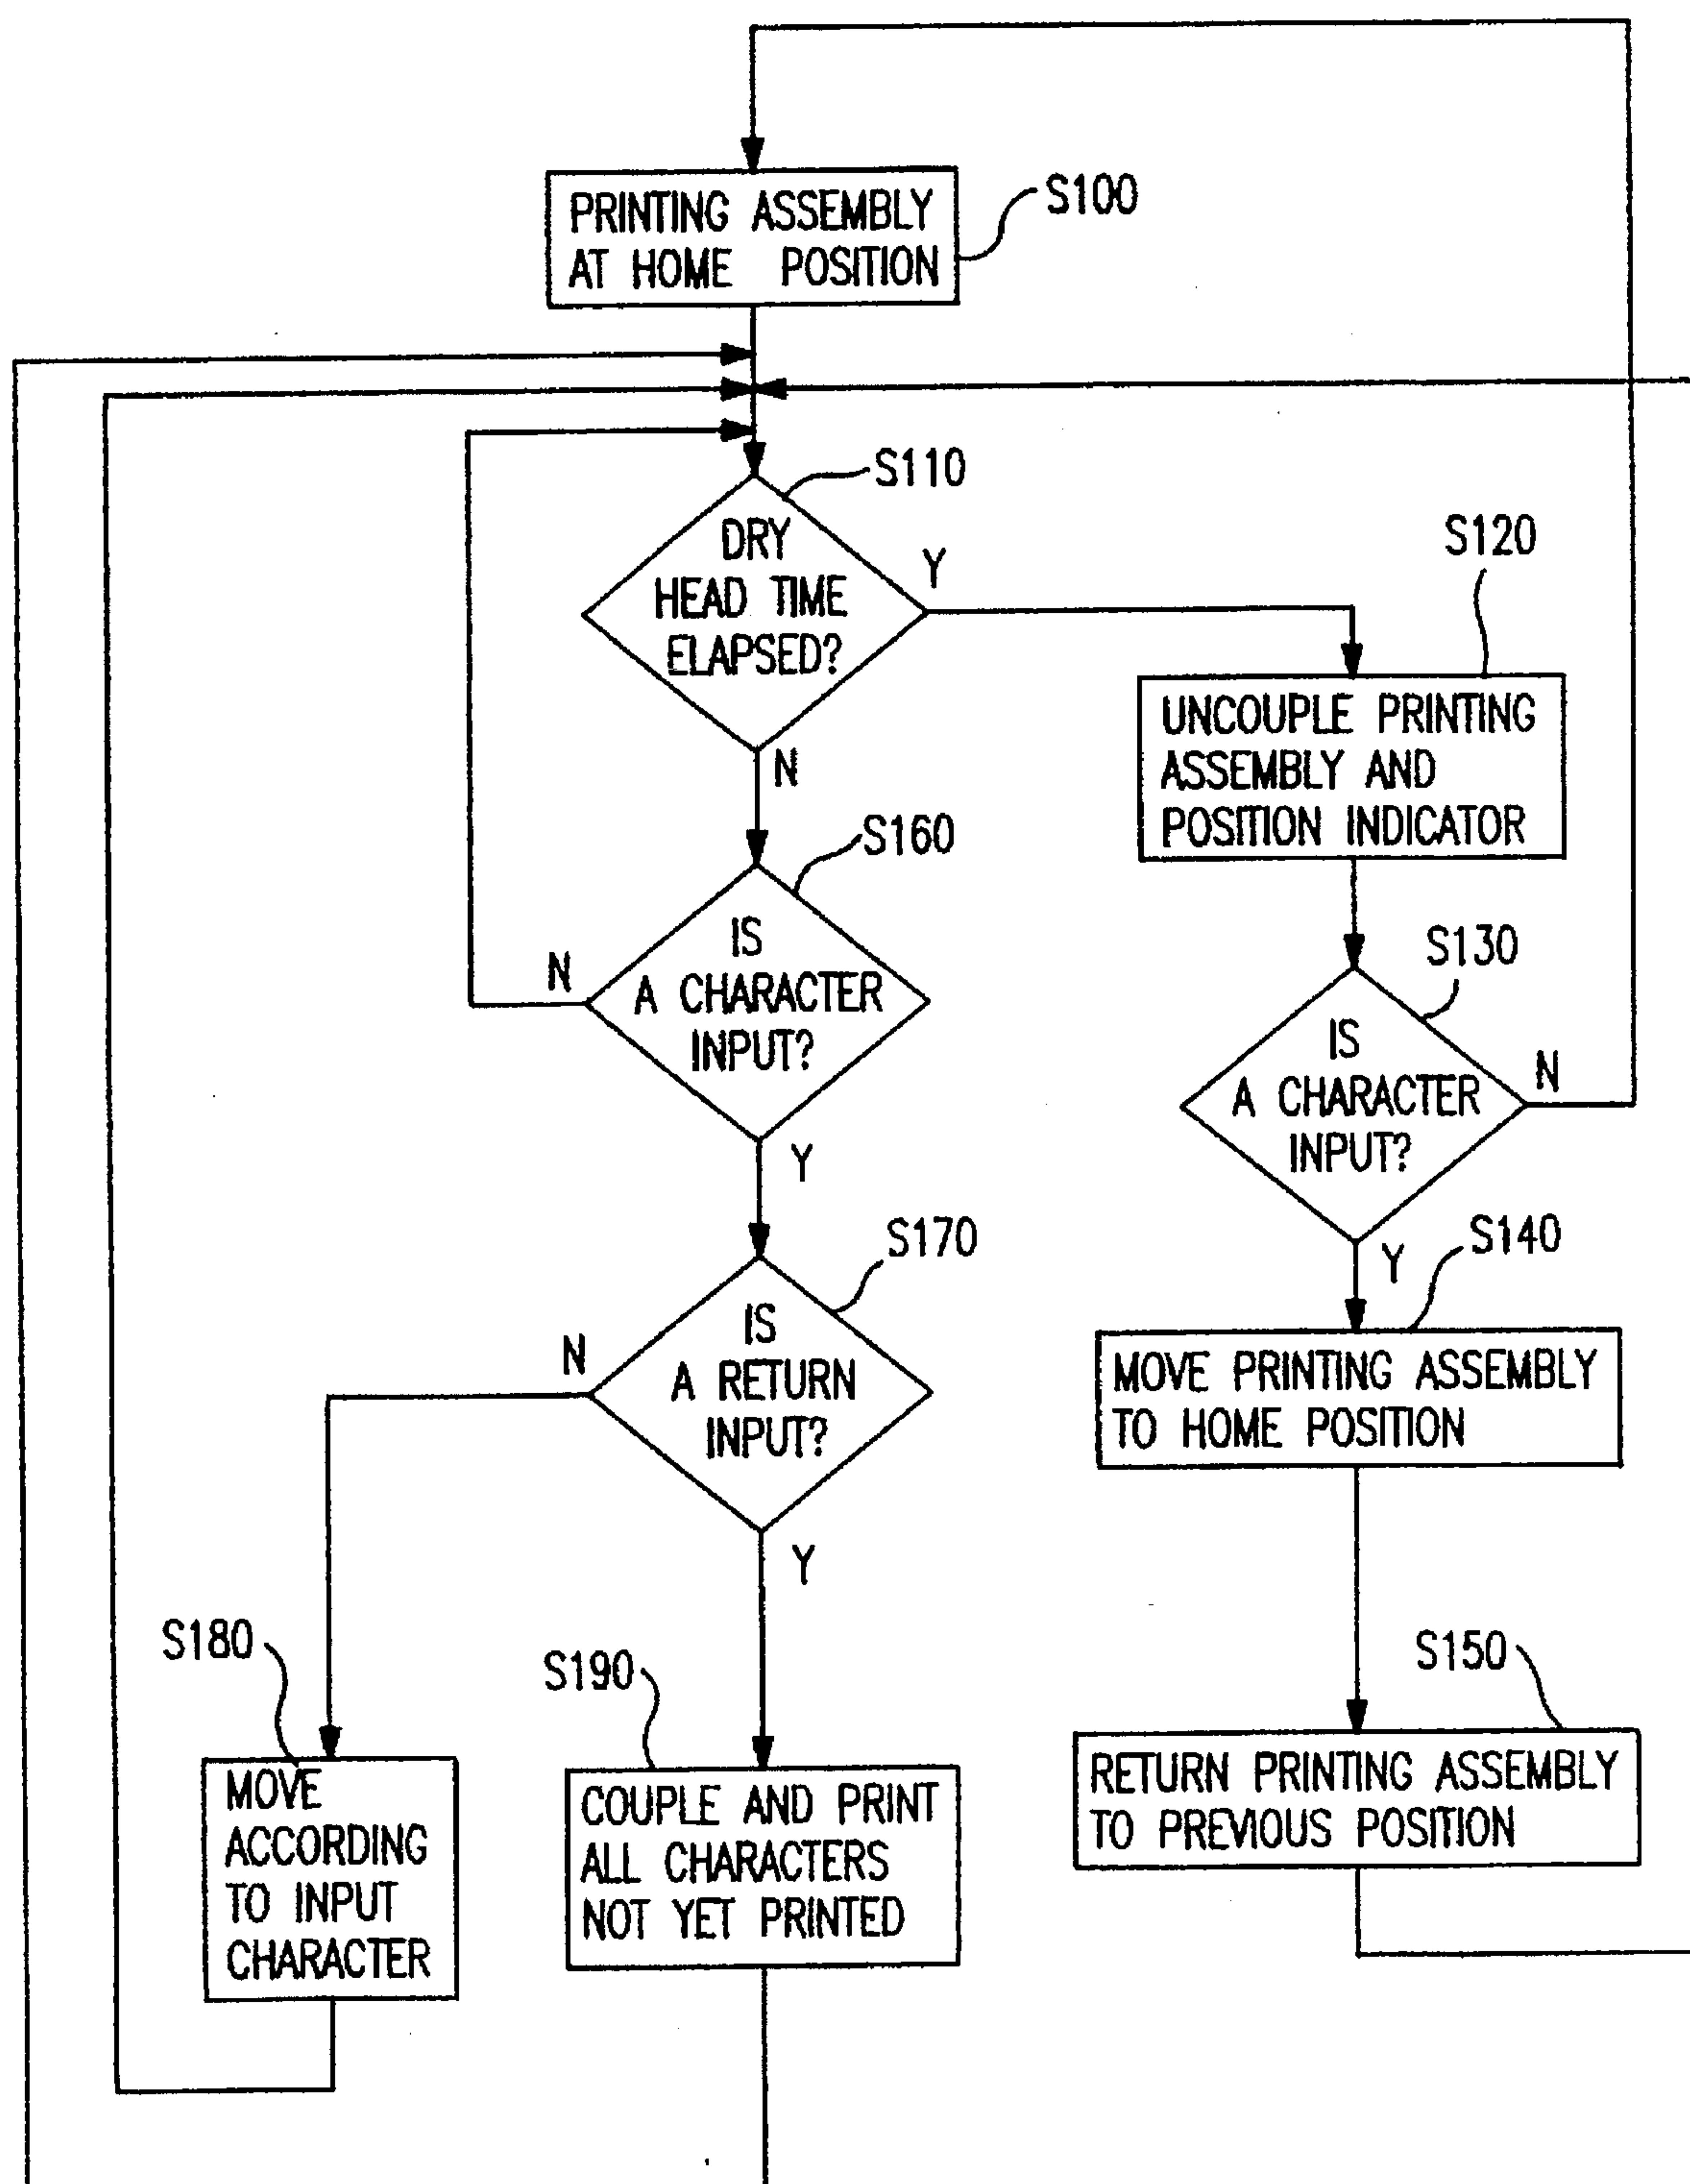 PRINTING ASSEMBLY
AT HOME POSITION
S100
S110
DRY
HEAD TIME
ELAPSED?
Y
N
S120
UNCOUPLE PRINTING
ASSEMBLY AND
POSITION INDICATOR
S160
IS
A CHARACTER
INPUT?
N
Y
S130
IS
A CHARACTER
INPUT?
N
Y
S140
MOVE PRINTING ASSEMBLY
TO HOME POSITION
S170
IS
A RETURN
INPUT?
N
Y
S150
RETURN PRINTING ASSEMBLY
TO PREVIOUS POSITION
S180
MOVE
ACCORDING
TO INPUT
CHARACTER
S190
COUPLE AND PRINT
ALL CHARACTERS
NOT YET PRINTED